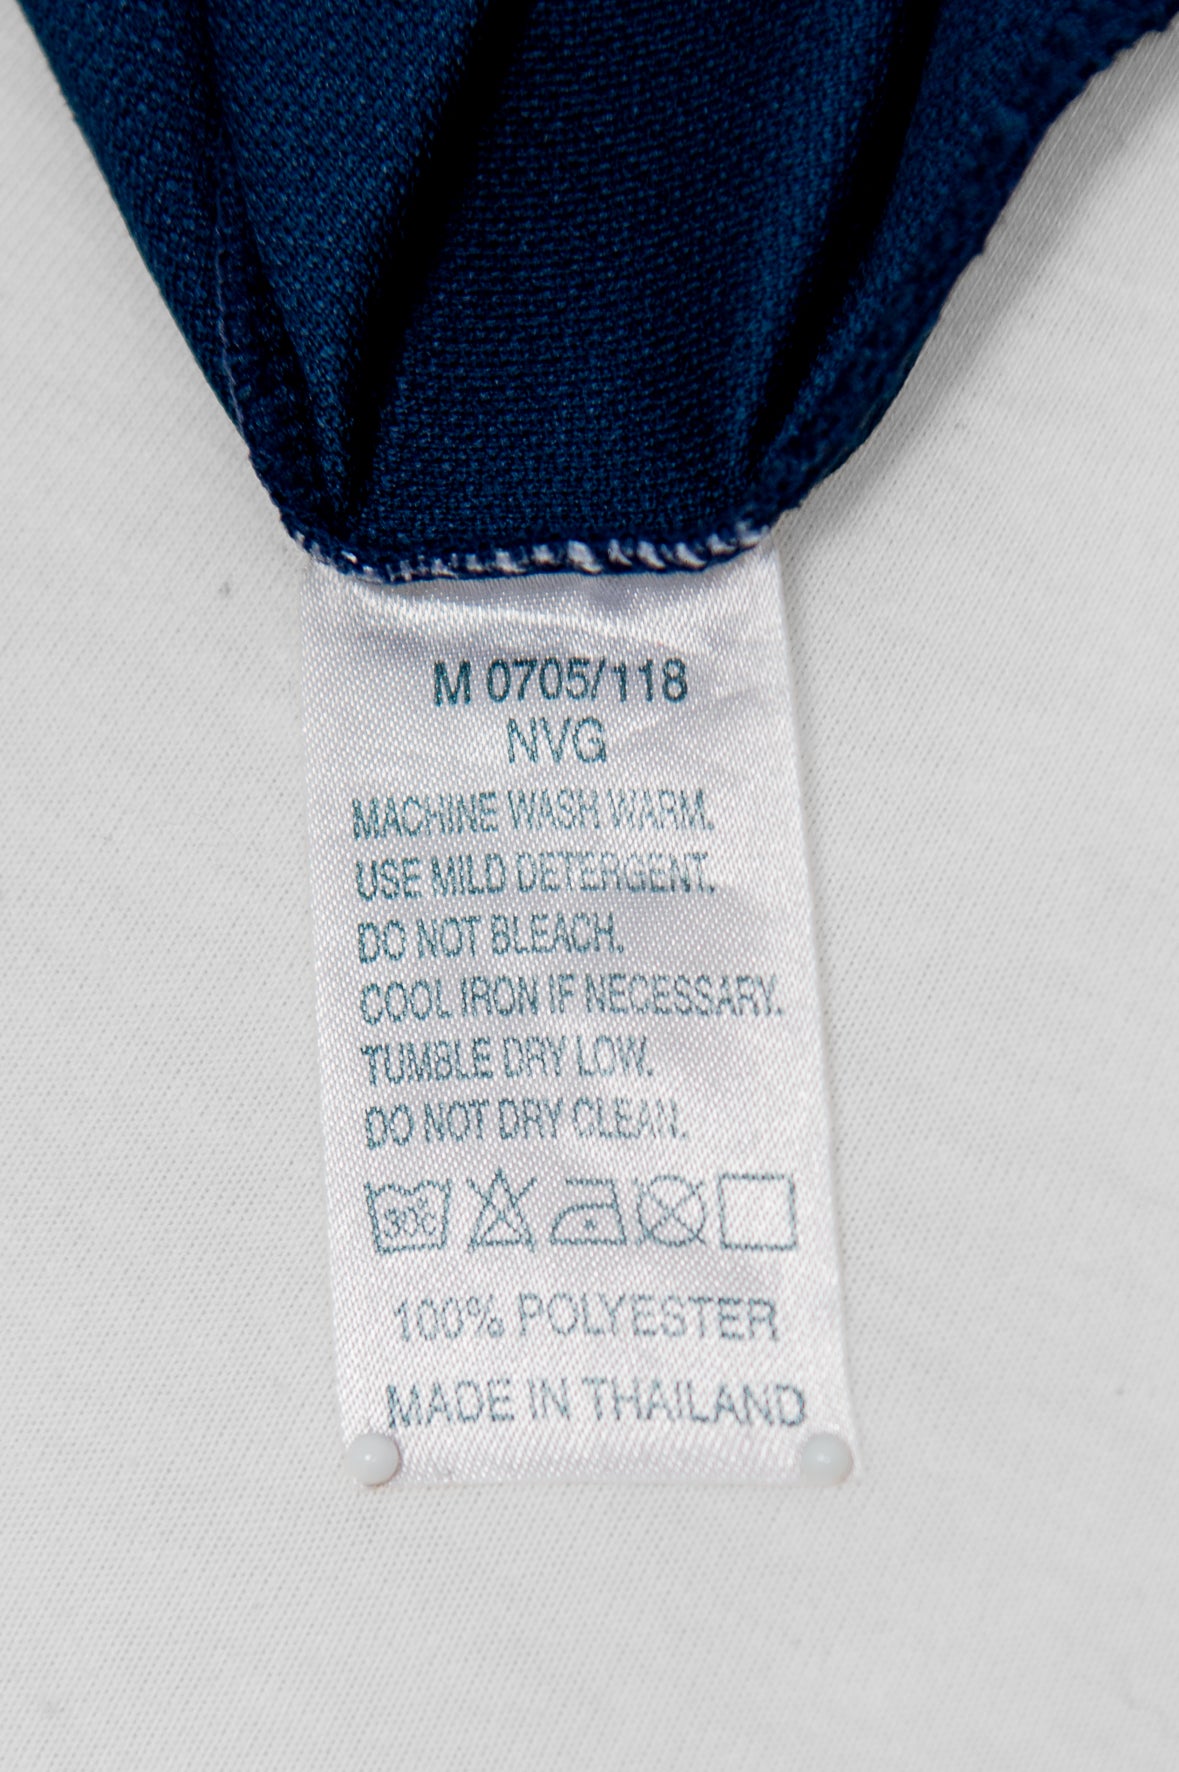 M 0705/118
NVG
MACHINE WASH WARM.
USE MILD DETERGENT.
DO NOT BLEACH.
COOL IRON IF NECESSARY.
TUMBLE DRY LOW.
DO NOT DRY CLEAN.
30°C
100% POLYESTER
MADE IN THAILAND